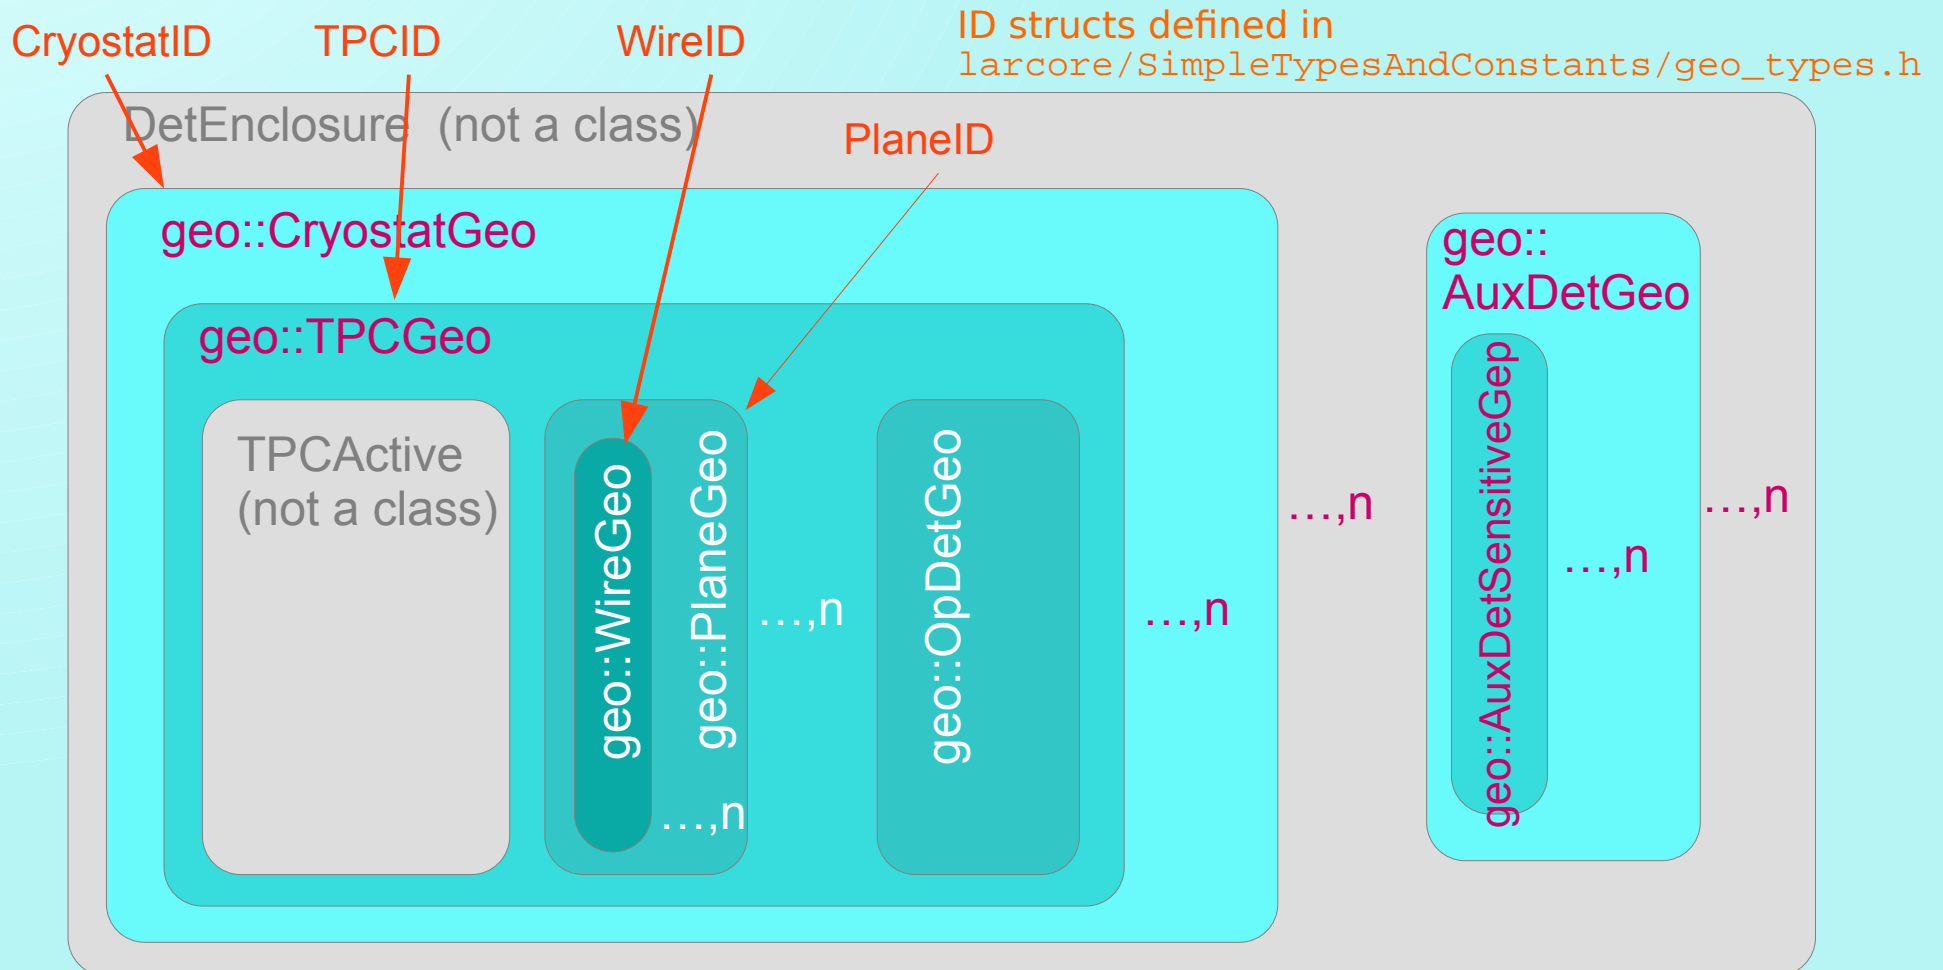 CryostatID
TPCID
WireID
ID structs defined in
larcore/SimpleTypesAndConstants/geo_types.h
DetEnclosure (not a class)
PlaneID
geo::CryostatGeo
geo::TPCGeo
TPCActive
(not a class)
geo::WireGeo
…,n
geo::PlaneGeo
…,n
geo::OpDetGeo
…,n
…,n
geo::
AuxDetGeo
geo::AuxDetSensitiveGep
…,n
…,n